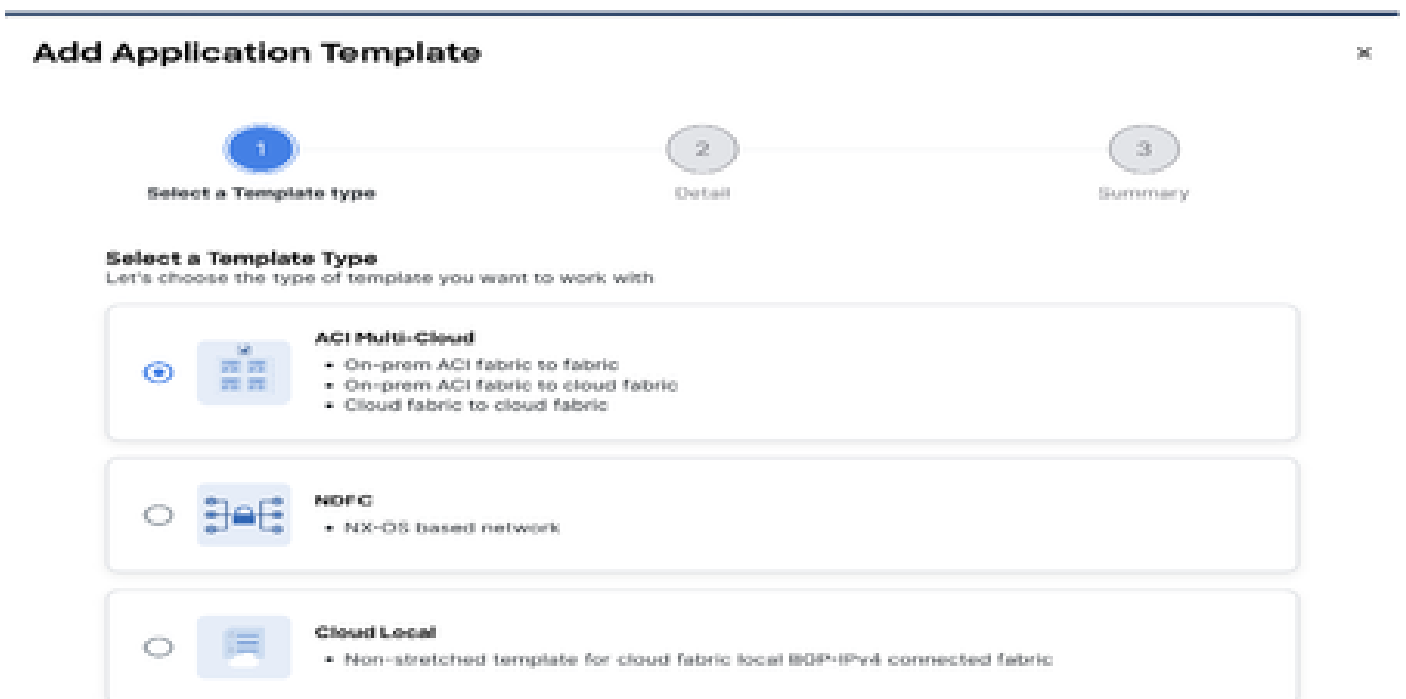 Add Application Template
×
1
2
3
Select a Template type
Detail
Summary
Select a Template Type
Let's choose the type of template you want to work with
ACI Multi-Cloud
• On-prem ACI fabric to fabric
• On-prem ACI fabric to cloud fabric
• Cloud fabric to cloud fabric
NDFC
• NX-OS based network
Cloud Local
• Non-stretched template for cloud fabric local BGP-IPv4 connected fabric